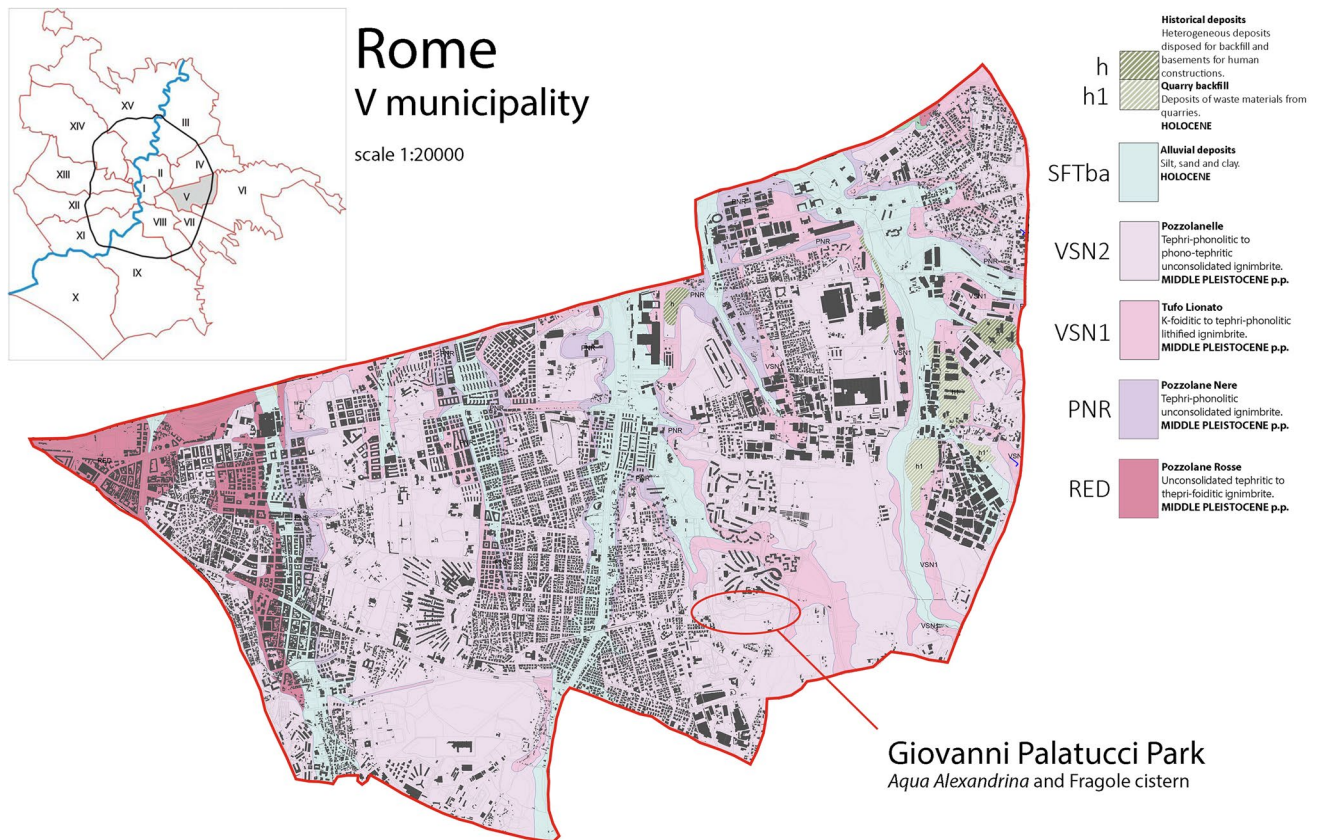 Rome
V municipality
scale 1:20000
XV
III
XIV
IV
XIII
II
VI
I
V
XII
VIII
VII
XI
IX
X
h
Historical deposits
Heterogeneous deposits
disposed for backfill and
basements for human
constructions.
h1
Quarry backfill
Deposits of waste materials from
quarries.
HOLOCENE
SFTba
Alluvial deposits
Silt, sand and clay.
HOLOCENE
VSN2
Pozzolanelle
Tephri-phonolitic to
phono-tephritic
unconsolidated ignimbrite.
MIDDLE PLEISTOCENE p.p.
VSN1
Tufo Lionato
K-foiditic to tephri-phonolitic
lithified ignimbrite.
MIDDLE PLEISTOCENE p.p.
PNR
Pozzolane Nere
Tephri-phonolitic
unconsolidated ignimbrite.
MIDDLE PLEISTOCENE p.p.
RED
Pozzolane Rosse
Unconsolidated tephritic to
thepri-foiditic ignimbrite.
MIDDLE PLEISTOCENE p.p.
PNR
PNR
PNR
PNR
h
VSN1
VSN1
VSN1
PNR
PNR
RED
h1
h1
VSN1
VSN1
Giovanni Palatucci Park
Aqua Alexandrina and Fragole cistern